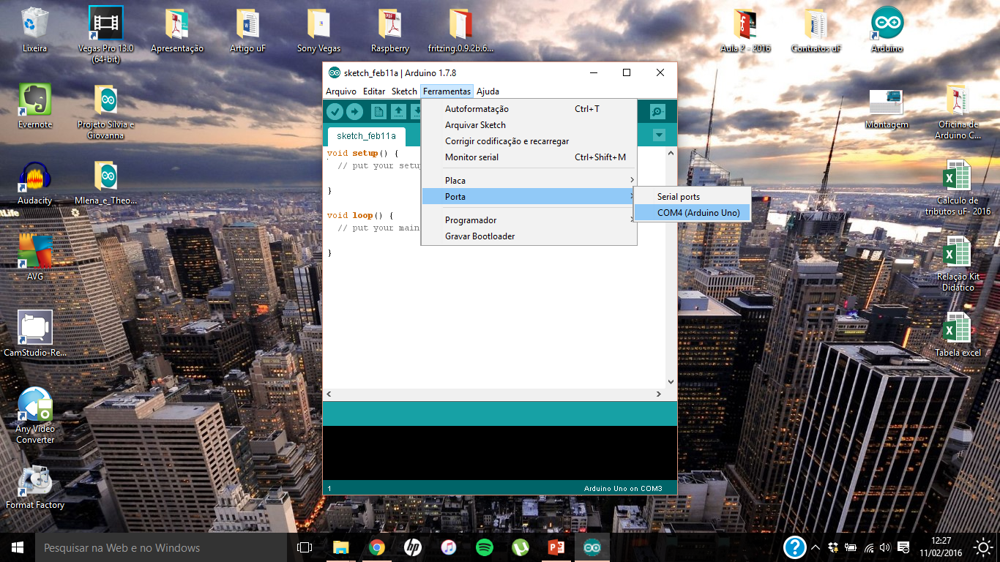 Lixeira
Vegas Pro 13.0
(64-bit)
Apresentação
Artigo uF
Sony Vegas
Raspberry
fritzing.0.9.2b.6...
Aula 2 - 2016
Contratos uF
Arduino
Evernote
Projeto Sílvia e
Giovanna
Montagem
Oficina de
Arduino C...
Audacity
Mlena_e_Theo...
Cálculo de
tributos uF- 2016
AVG
Relação Kit
Didático
CamStudio-Re...
Tabela excel
Any Video
Converter
Format Factory
sketch_feb11a | Arduino 1.7.8
Arquivo Editar Sketch Ferramentas Ajuda
sketch_feb11a
Autoformatação Ctrl+T
Arquivar Sketch
Corrigir codificação e recarregar
Monitor serial Ctrl+Shift+M
Placa
Porta
Programador
Gravar Bootloader
Serial ports
COM4 (Arduino Uno)
void setup() {
// put your setup
}
void loop() {
// put your main
}
1 Arduino Uno on COM3
MetLife
Pesquisar na Web e no Windows
12:27
11/02/2016